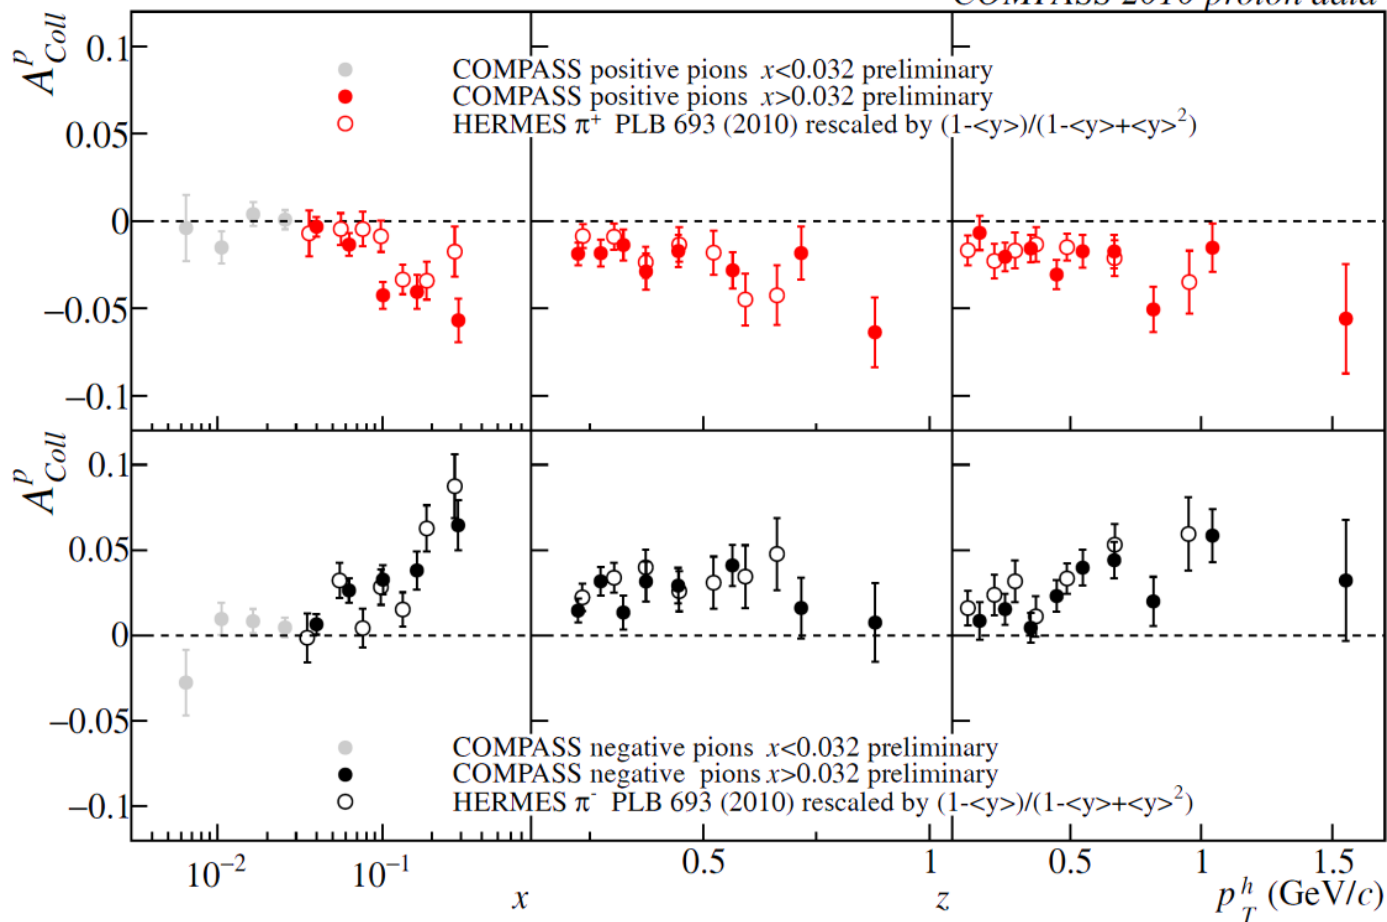 COMPASS 2010 proton data
A^p_Coll
0.1
COMPASS positive pions x<0.032 preliminary
COMPASS positive pions x>0.032 preliminary
HERMES π⁺ PLB 693 (2010) rescaled by (1-<y>)/(1-<y>+<y>²)
0.05
0
−0.05
−0.1
A^p_Coll
0.1
0.05
0
−0.05
COMPASS negative pions x<0.032 preliminary
COMPASS negative pions x>0.032 preliminary
HERMES π⁻ PLB 693 (2010) rescaled by (1-<y>)/(1-<y>+<y>²)
−0.1
10⁻² 10⁻¹ 0.5 1 0.5 1 1.5
x z p_T^h (GeV/c)